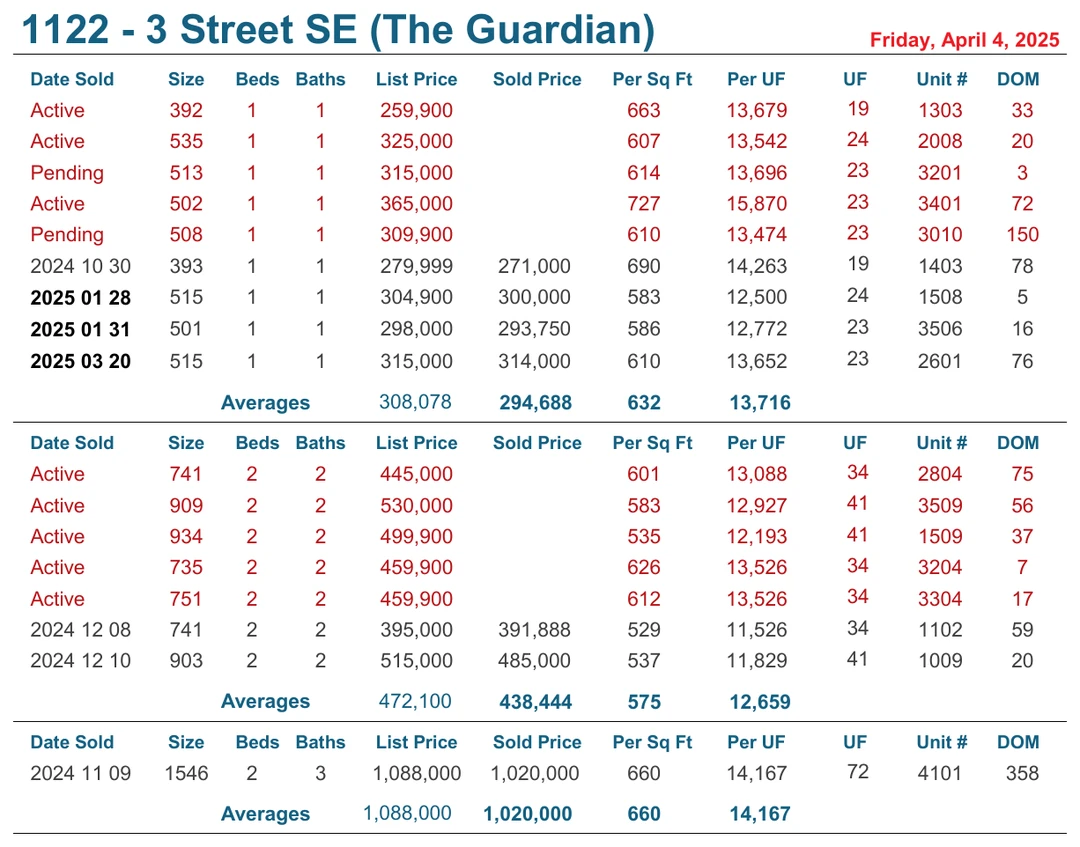 1122 - 3 Street SE (The Guardian) Friday, April 4, 2025
Date Sold Size Beds Baths List Price Sold Price Per Sq Ft Per UF UF Unit # DOM
Active 392 1 1 259,900 663 13,679 19 1303 33
Active 535 1 1 325,000 607 13,542 24 2008 20
Pending 513 1 1 315,000 614 13,696 23 3201 3
Active 502 1 1 365,000 727 15,870 23 3401 72
Pending 508 1 1 309,900 610 13,474 23 3010 150
2024 10 30 393 1 1 279,999 271,000 690 14,263 19 1403 78
2025 01 28 515 1 1 304,900 300,000 583 12,500 24 1508 5
2025 01 31 501 1 1 298,000 293,750 586 12,772 23 3506 16
2025 03 20 515 1 1 315,000 314,000 610 13,652 23 2601 76
Averages 308,078 294,688 632 13,716
Date Sold Size Beds Baths List Price Sold Price Per Sq Ft Per UF UF Unit # DOM
Active 741 2 2 445,000 601 13,088 34 2804 75
Active 909 2 2 530,000 583 12,927 41 3509 56
Active 934 2 2 499,900 535 12,193 41 1509 37
Active 735 2 2 459,900 626 13,526 34 3204 7
Active 751 2 2 459,900 612 13,526 34 3304 17
2024 12 08 741 2 2 395,000 391,888 529 11,526 34 1102 59
2024 12 10 903 2 2 515,000 485,000 537 11,829 41 1009 20
Averages 472,100 438,444 575 12,659
Date Sold Size Beds Baths List Price Sold Price Per Sq Ft Per UF UF Unit # DOM
2024 11 09 1546 2 3 1,088,000 1,020,000 660 14,167 72 4101 358
Averages 1,088,000 1,020,000 660 14,167